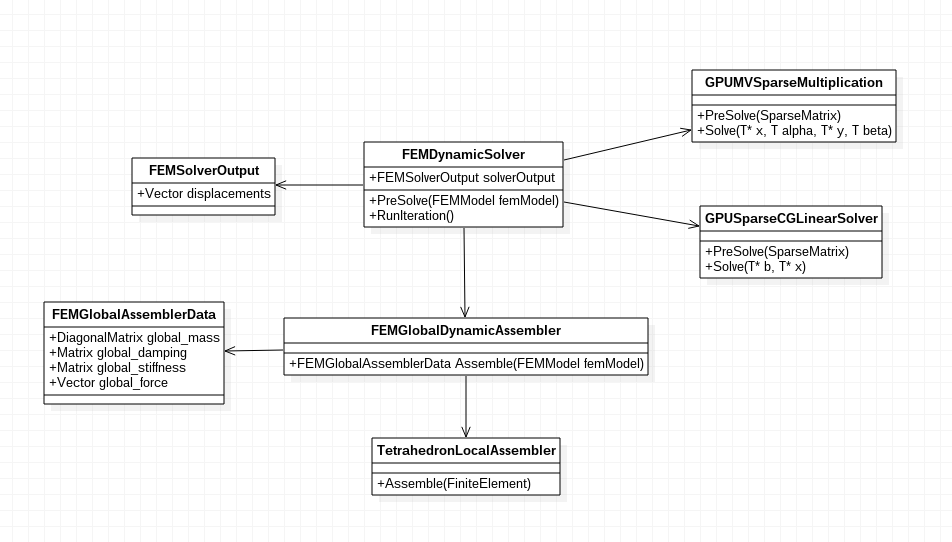 GPUMVSparseMultiplication
+PreSolve(SparseMatrix)
+Solve(T* x, T alpha, T* y, T beta)
FEMDynamicSolver
+FEMSolverOutput solverOutput
+PreSolve(FEMModel femModel)
+RunIteration()
FEMSolverOutput
+Vector displacements
GPUSparseCGLinearSolver
+PreSolve(SparseMatrix)
+Solve(T* b, T* x)
FEMGlobalAssemblerData
+DiagonalMatrix global_mass
+Matrix global_damping
+Matrix global_stiffness
+Vector global_force
FEMGlobalDynamicAssembler
+FEMGlobalAssemblerData Assemble(FEMModel femModel)
TetrahedronLocalAssembler
+Assemble(FiniteElement)